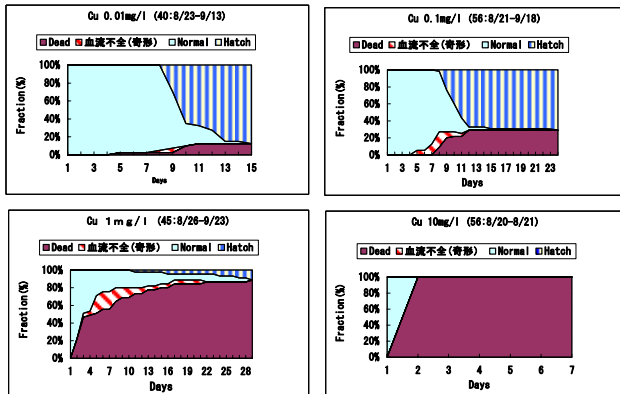 Cu 0.01mg/l (40:8/23-9/13)
Dead 血流不全(奇形) Normal Hatch
Fraction(%)
100%
80%
60%
40%
20%
0%
1 3 5 7 9 11 13 15
Days
Cu 0.1mg/l (56:8/21-9/18)
Dead 血流不全(奇形) Normal Hatch
Fraction(%)
100%
80%
60%
40%
20%
0%
1 3 5 7 9 11 13 15 17 19 21 23
Days
Cu 1mg/l (45:8/26-9/23)
Dead 血流不全(奇形) Normal Hatch
Fraction(%)
100%
80%
60%
40%
20%
0%
1 4 7 10 13 16 19 22 25 28
Days
Cu 10mg/l (56:8/20-8/21)
Dead 血流不全(奇形) Normal Hatch
Fraction(%)
100%
80%
60%
40%
20%
0%
1 2 3 4 5 6 7
Days